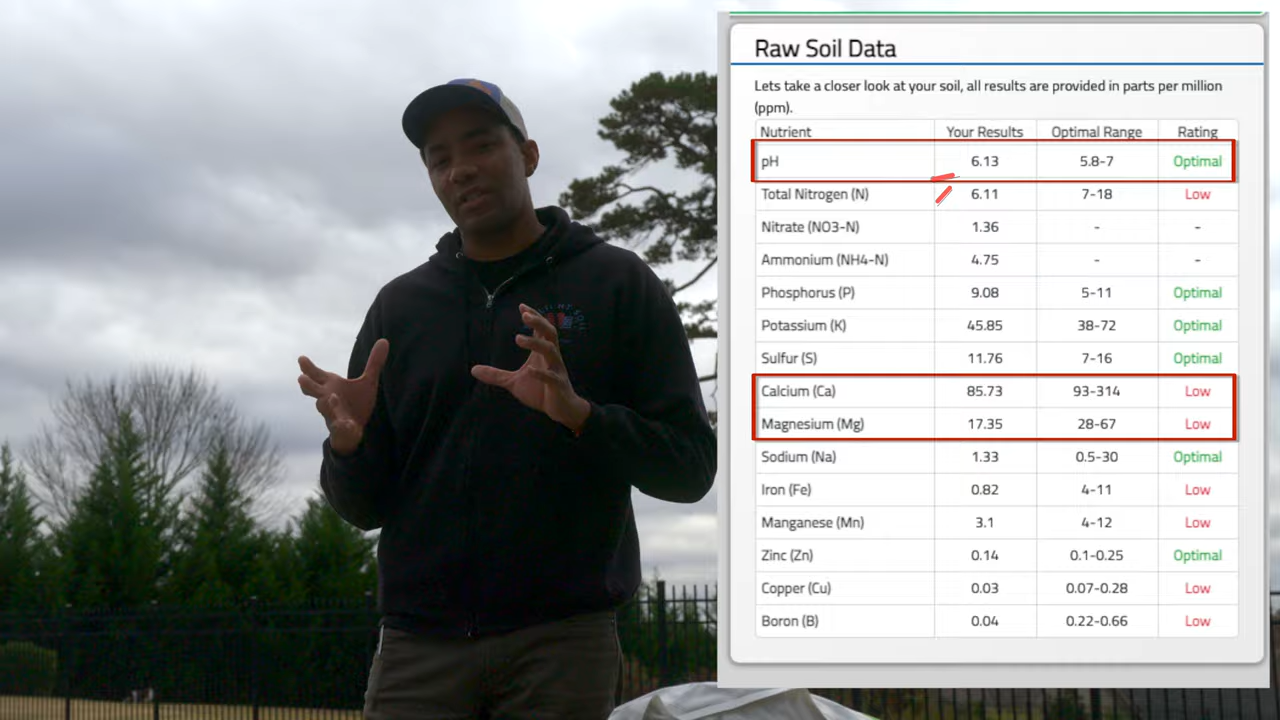 Raw Soil Data
Lets take a closer look at your soil, all results are provided in parts per million
(ppm).
Nutrient Your Results Optimal Range Rating
pH 6.13 5.8-7 Optimal
Total Nitrogen (N) 6.11 7-18 Low
Nitrate (NO3-N) 1.36 - -
Ammonium (NH4-N) 4.75 - -
Phosphorus (P) 9.08 5-11 Optimal
Potassium (K) 45.85 38-72 Optimal
Sulfur (S) 11.76 7-16 Optimal
Calcium (Ca) 85.73 93-314 Low
Magnesium (Mg) 17.35 28-67 Low
Sodium (Na) 1.33 0.5-30 Optimal
Iron (Fe) 0.82 4-11 Low
Manganese (Mn) 3.1 4-12 Low
Zinc (Zn) 0.14 0.1-0.25 Optimal
Copper (Cu) 0.03 0.07-0.28 Low
Boron (B) 0.04 0.22-0.66 Low